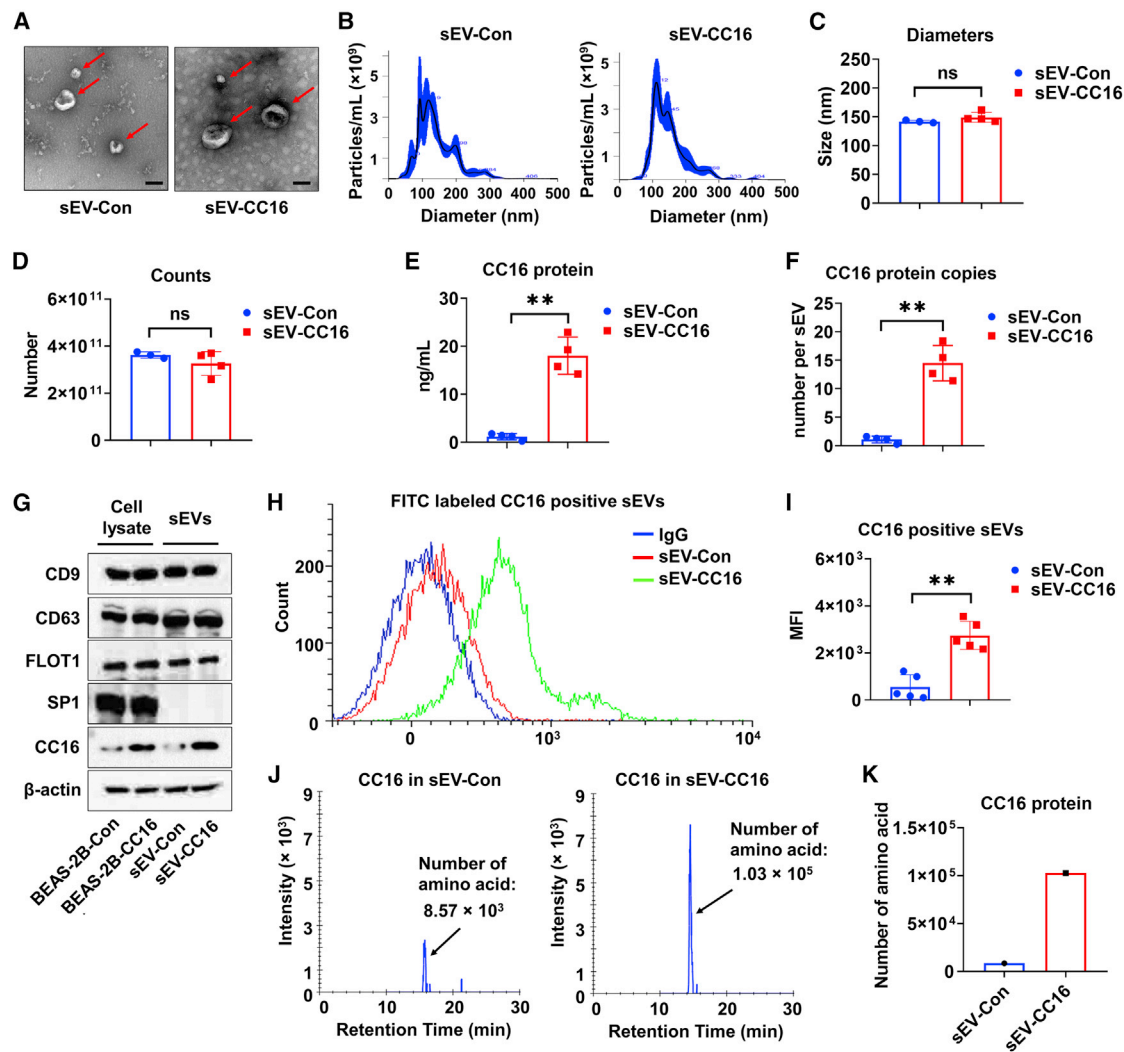 A
sEV-Con
sEV-CC16
B
sEV-Con
sEV-CC16
Particles/mL (×10⁹)
5
3
1
0
100
200
300
400
500
Diameter (nm)
Particles/mL (×10⁹)
5
3
1
0
100
200
300
400
500
Diameter (nm)
C
Diameters
Size (nm)
250
200
150
100
50
0
ns
sEV-Con
sEV-CC16
D
Counts
Number
6×10¹¹
4×10¹¹
2×10¹¹
0
ns
sEV-Con
sEV-CC16
E
CC16 protein
ng/mL
30
20
10
0
**
sEV-Con
sEV-CC16
F
CC16 protein copies
number per sEV
25
20
15
10
5
0
**
sEV-Con
sEV-CC16
G
Cell
lysate
sEVs
CD9
CD63
FLOT1
SP1
CC16
β-actin
BEAS-2B-Con
BEAS-2B-CC16
sEV-Con
sEV-CC16
H
FITC labeled CC16 positive sEVs
Count
200
100
0
IgG
sEV-Con
sEV-CC16
0
10³
10⁴
I
CC16 positive sEVs
MFI
6×10³
4×10³
2×10³
0
**
sEV-Con
sEV-CC16
J
CC16 in sEV-Con
Intensity (× 10³)
9
7
5
3
1
0
Number of
amino acid:
8.57 × 10³
0
10
20
30
Retention Time (min)
CC16 in sEV-CC16
Intensity (× 10³)
9
7
5
3
1
0
Number of
amino acid:
1.03 × 10⁵
0
10
20
30
Retention Time (min)
K
CC16 protein
Number of amino acid
1.5×10⁵
1×10⁵
5×10⁴
0
sEV-Con
sEV-CC16